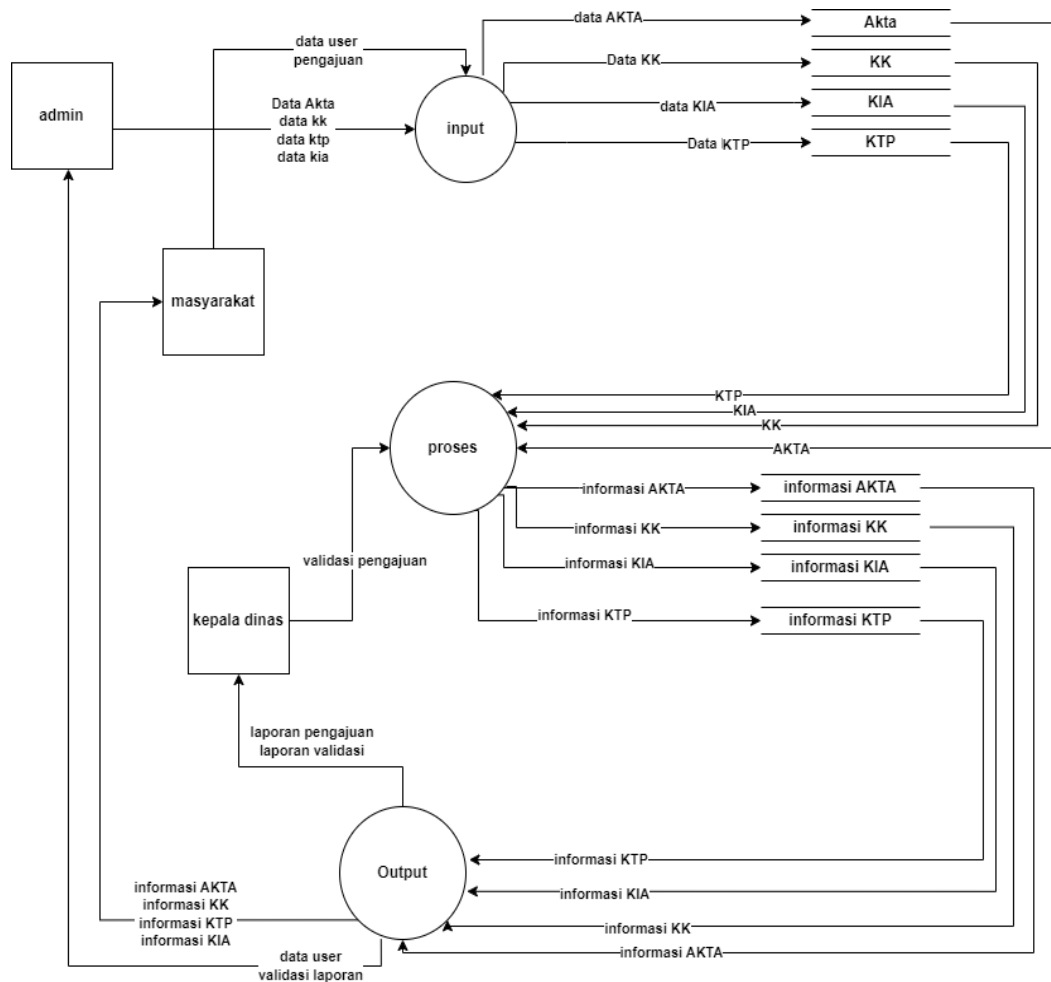 data AKTA
Akta
data user
pengajuan
Data KK
KK
admin
Data Akta
data kk
data ktp
data kia
input
data KIA
KIA
Data KTP
KTP
masyarakat
KTP
KIA
KK
AKTA
proses
informasi AKTA
informasi AKTA
informasi KK
informasi KK
validasi pengajuan
informasi KIA
informasi KIA
kepala dinas
informasi KTP
informasi KTP
laporan pengajuan
laporan validasi
Output
informasi KTP
informasi KIA
informasi KK
informasi AKTA
informasi AKTA
informasi KK
informasi KTP
informasi KIA
data user
validasi laporan